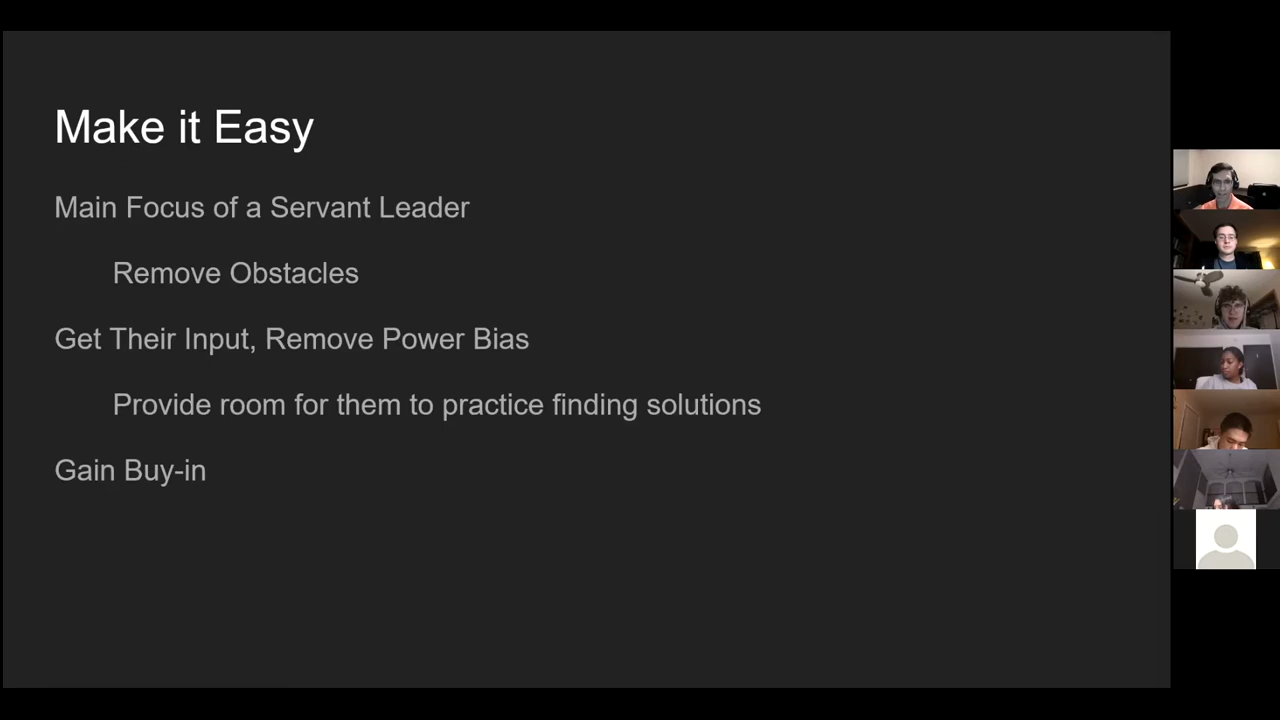 Make it Easy
Main Focus of a Servant Leader
Remove Obstacles
Get Their Input, Remove Power Bias
Provide room for them to practice finding solutions
Gain Buy-in